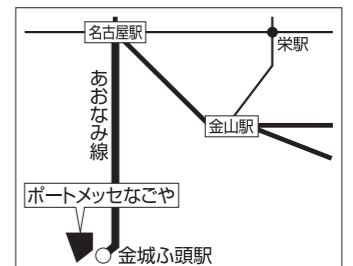 名古屋駅
栄駅
あおなみ線
金山駅
ポートメッセなごや
金城ふ頭駅